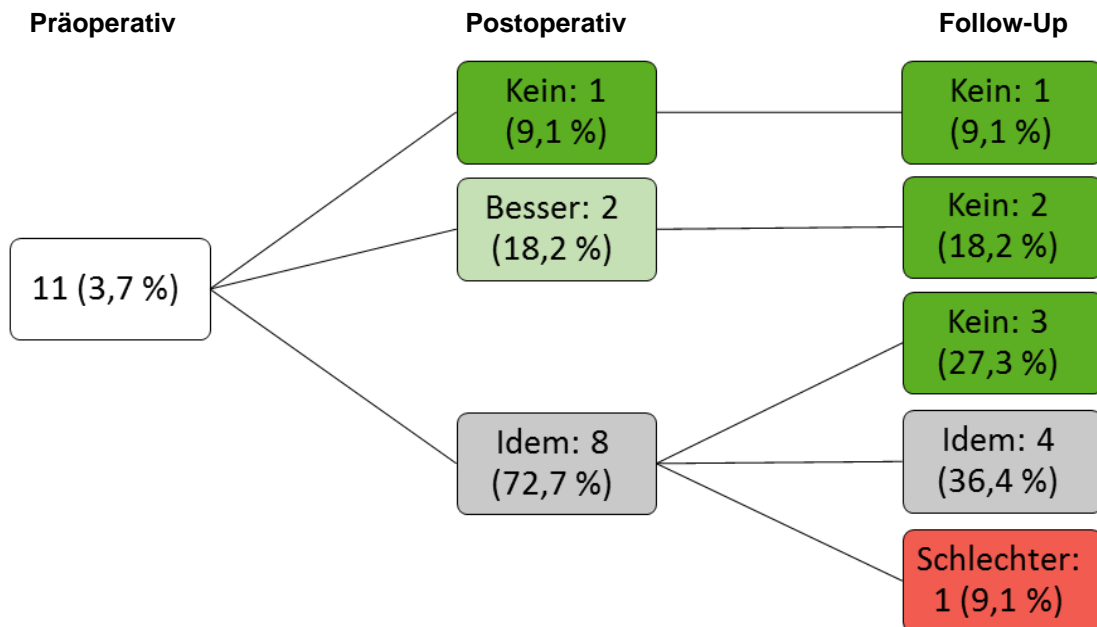 Präoperativ
Postoperativ
Follow-Up
Kein: 1
(9,1 %)
Kein: 1
(9,1 %)
Besser: 2
(18,2 %)
Kein: 2
(18,2 %)
11 (3,7 %)
Kein: 3
(27,3 %)
Idem: 8
(72,7 %)
Idem: 4
(36,4 %)
Schlechter:
1 (9,1 %)